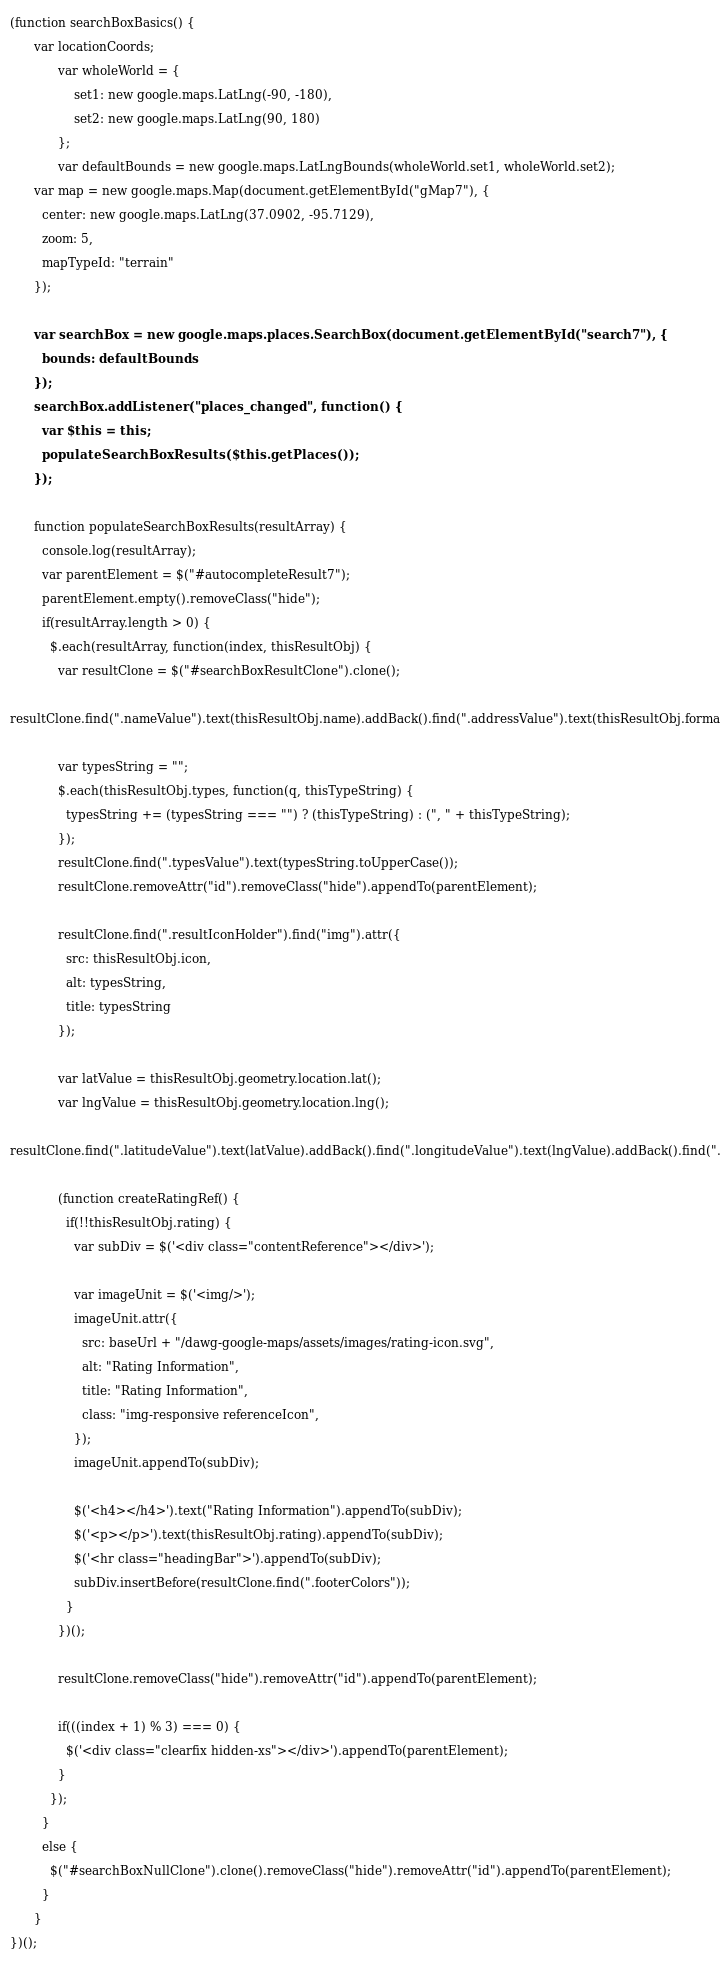 (function searchBoxBasics() {
var locationCoords;
var wholeWorld = {
set1: new google.maps.LatLng(-90, -180),
set2: new google.maps.LatLng(90, 180)
};
var defaultBounds = new google.maps.LatLngBounds(wholeWorld.set1, wholeWorld.set2);
var map = new google.maps.Map(document.getElementById("gMap7"), {
center: new google.maps.LatLng(37.0902, -95.7129),
zoom: 5,
mapTypeId: "terrain"
});
var searchBox = new google.maps.places.SearchBox(document.getElementById("search7"), {
bounds: defaultBounds
});
searchBox.addListener("places_changed", function() {
var $this = this;
populateSearchBoxResults($this.getPlaces());
});
function populateSearchBoxResults(resultArray) {
console.log(resultArray);
var parentElement = $("#autocompleteResult7");
parentElement.empty().removeClass("hide");
if(resultArray.length > 0) {
$.each(resultArray, function(index, thisResultObj) {
var resultClone = $("#searchBoxResultClone").clone();
resultClone.find(".nameValue").text(thisResultObj.name).addBack().find(".addressValue").text(thisResultObj.forma
var typesString = "";
$.each(thisResultObj.types, function(q, thisTypeString) {
typesString += (typesString === "") ? (thisTypeString) : (", " + thisTypeString);
});
resultClone.find(".typesValue").text(typesString.toUpperCase());
resultClone.removeAttr("id").removeClass("hide").appendTo(parentElement);
resultClone.find(".resultIconHolder").find("img").attr({
src: thisResultObj.icon,
alt: typesString,
title: typesString
});
var latValue = thisResultObj.geometry.location.lat();
var lngValue = thisResultObj.geometry.location.lng();
resultClone.find(".latitudeValue").text(latValue).addBack().find(".longitudeValue").text(lngValue).addBack().find(".
(function createRatingRef() {
if(!!thisResultObj.rating) {
var subDiv = $('<div class="contentReference"></div>');
var imageUnit = $('<img/>');
imageUnit.attr({
src: baseUrl + "/dawg-google-maps/assets/images/rating-icon.svg",
alt: "Rating Information",
title: "Rating Information",
class: "img-responsive referenceIcon",
});
imageUnit.appendTo(subDiv);
$('<h4></h4>').text("Rating Information").appendTo(subDiv);
$('<p></p>').text(thisResultObj.rating).appendTo(subDiv);
$('<hr class="headingBar">').appendTo(subDiv);
subDiv.insertBefore(resultClone.find(".footerColors"));
}
})();
resultClone.removeClass("hide").removeAttr("id").appendTo(parentElement);
if(((index + 1) % 3) === 0) {
$('<div class="clearfix hidden-xs"></div>').appendTo(parentElement);
}
});
}
else {
$("#searchBoxNullClone").clone().removeClass("hide").removeAttr("id").appendTo(parentElement);
}
}
})();